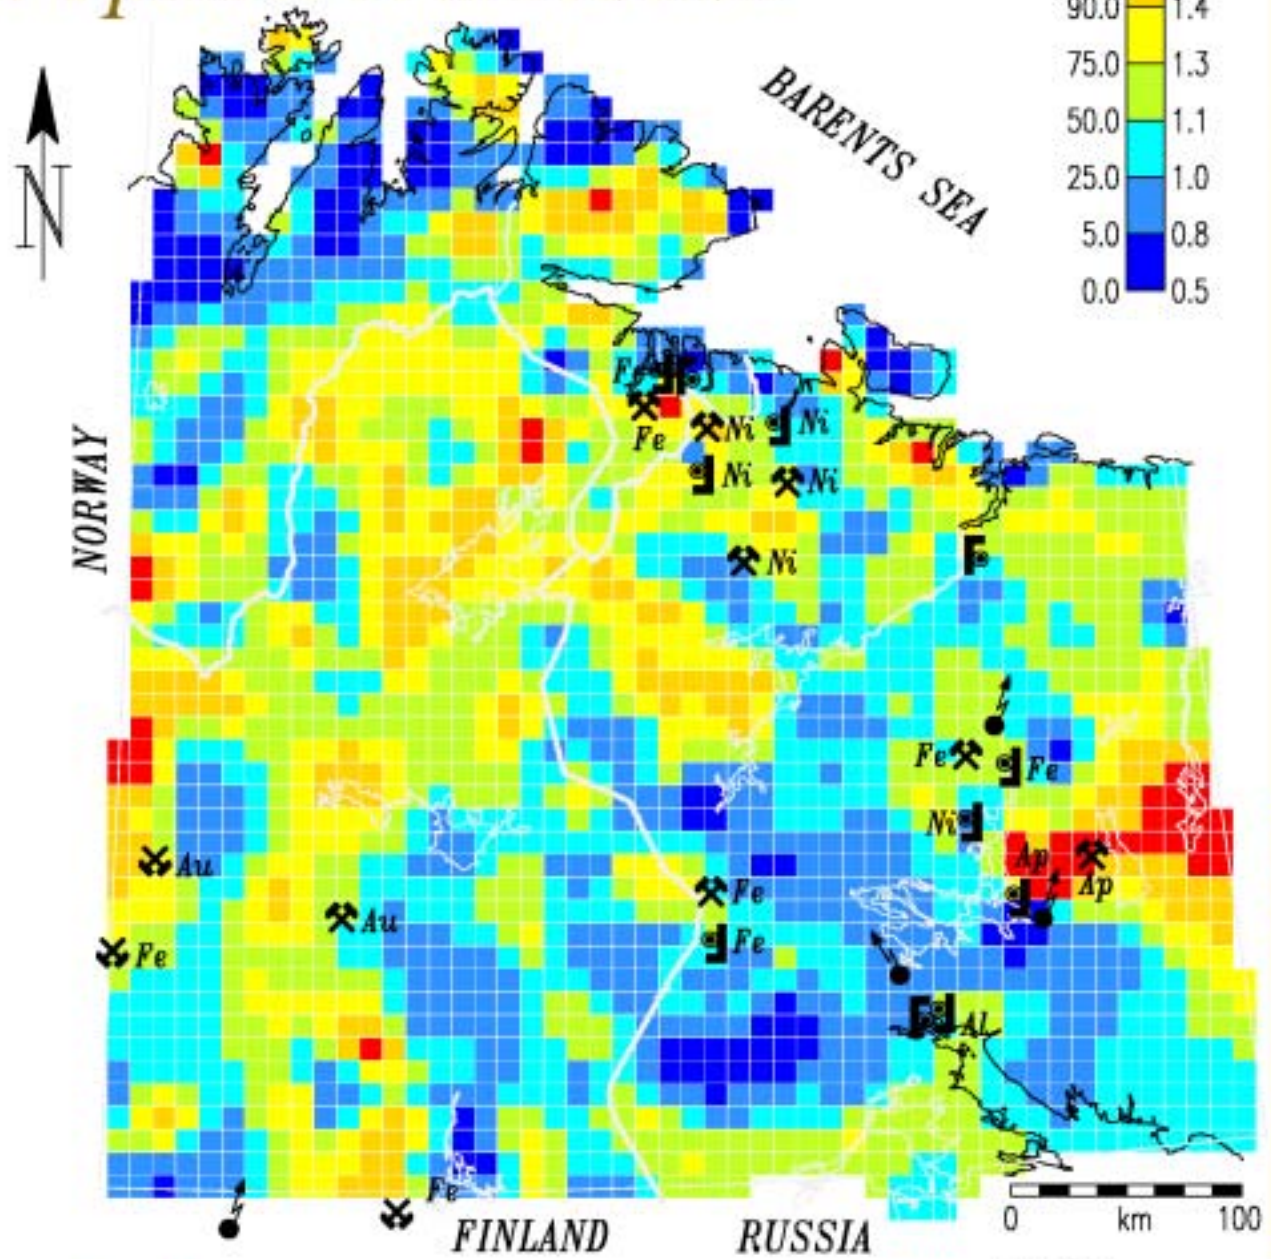 90.0 1.4
75.0 1.3
50.0 1.1
25.0 1.0
5.0 0.8
0.0 0.5
BARENTS SEA
N
NORWAY
Fe
Fe
Ni
Ni
Ni
Ni
Ni
Fe
Fe
Ni
Ap
Ap
Au
Au
Fe
Fe
Fe
Al
Fe
FINLAND
RUSSIA
0 km 100